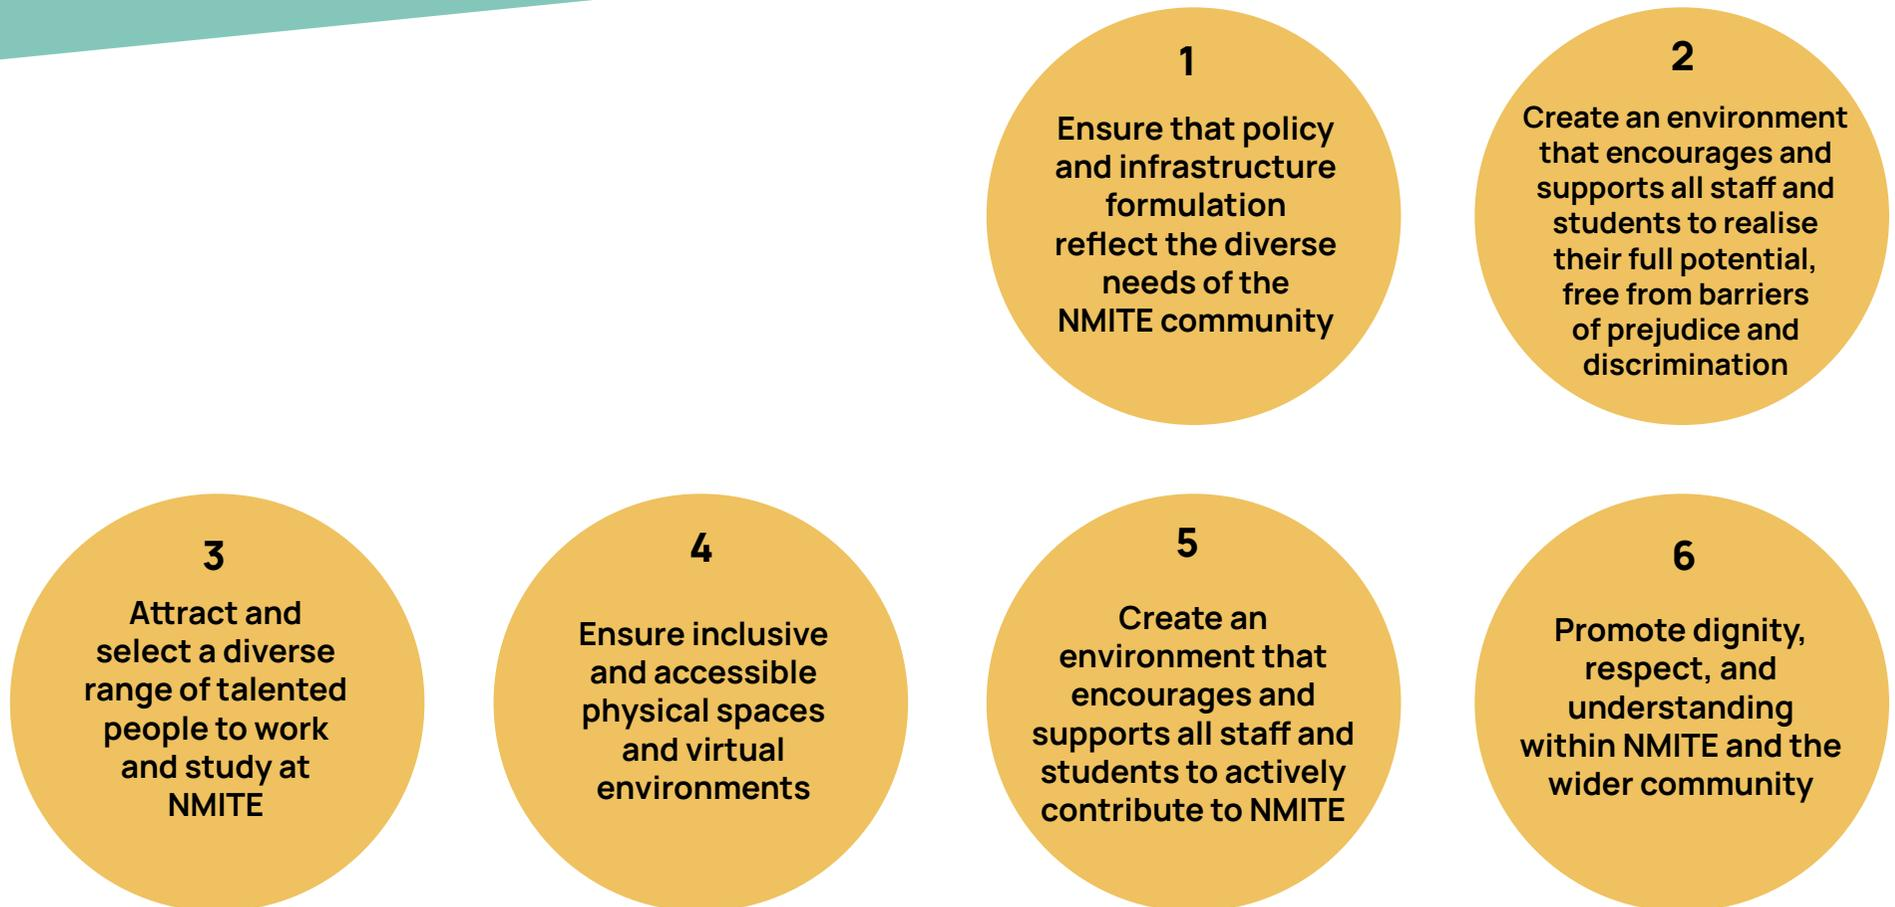 1
Ensure that policy
and infrastructure
formulation
reflect the diverse
needs of the
NMITE community
2
Create an environment
that encourages and
supports all staff and
students to realise
their full potential,
free from barriers
of prejudice and
discrimination
3
Attract and
select a diverse
range of talented
people to work
and study at
NMITE
4
Ensure inclusive
and accessible
physical spaces
and virtual
environments
5
Create an
environment that
encourages and
supports all staff and
students to actively
contribute to NMITE
6
Promote dignity,
respect, and
understanding
within NMITE and the
wider community